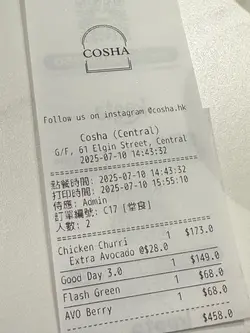 COSHA
Follow us on instagram @cosha.hk
Cosha (Central)
G/F, 61 Elgin Street, Central
2025-07-10 14:43:32
點餐時間: 2025-07-10 14:43:32
打印時間: 2025-07-10 15:55:10
侍應: Admin
訂單編號: C17 [堂食]
人數: 2
Chicken Churri 1 $173.0
Extra Avocado @$28.0
Good Day 3.0 1 $149.0
Flash Green 1 $68.0
AVO Berry 1 $68.0
$458.0